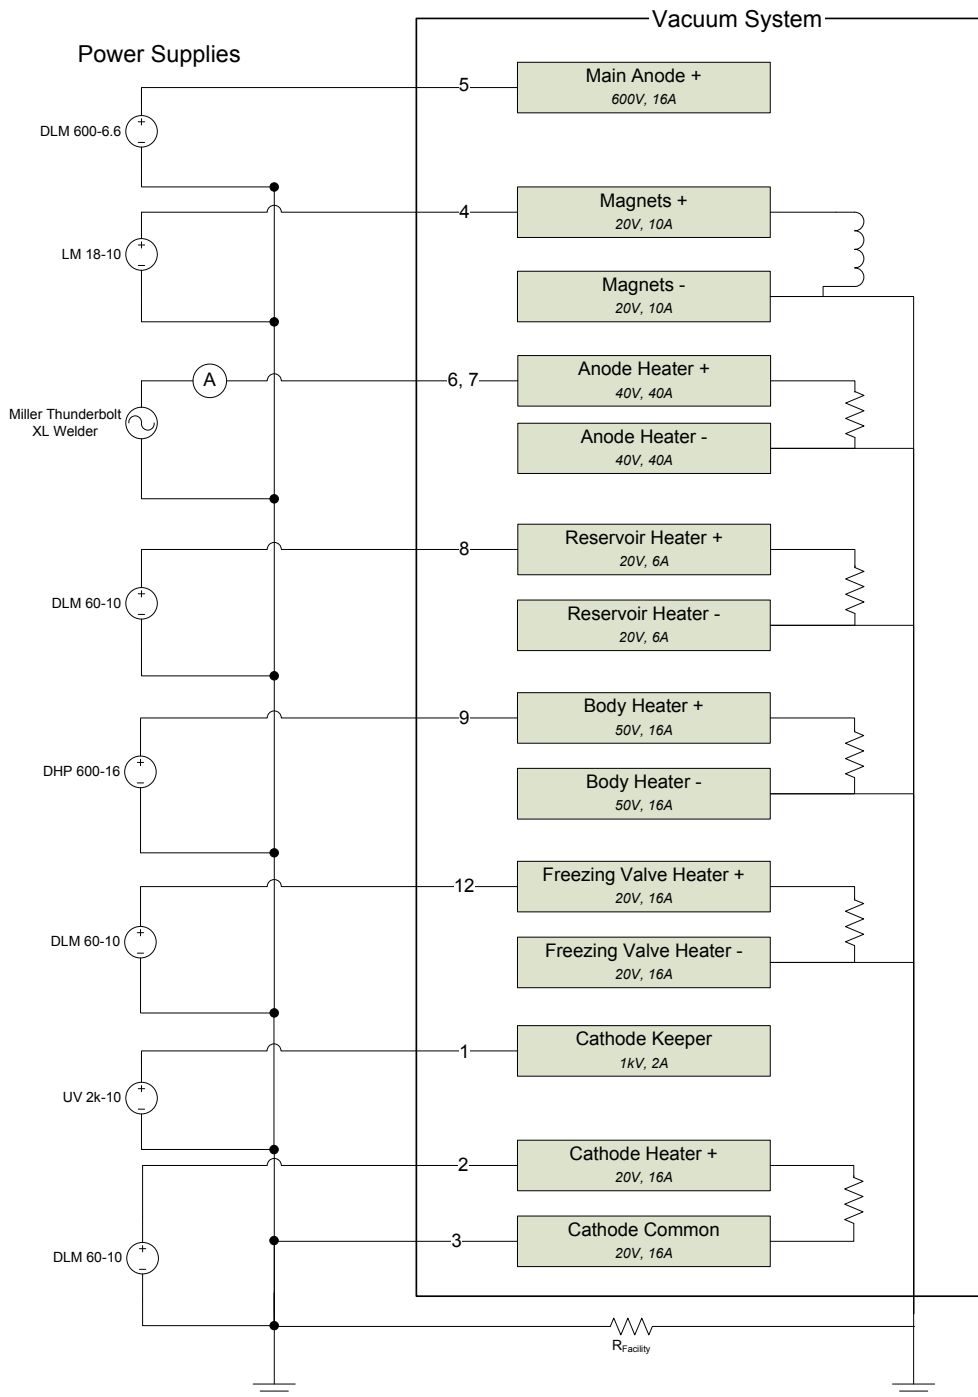 Vacuum System
Power Supplies
5
Main Anode +
600V, 16A
DLM 600-6.6
4
Magnets +
20V, 10A
LM 18-10
Magnets -
20V, 10A
A
6, 7
Anode Heater +
40V, 40A
Miller Thunderbolt
XL Welder
Anode Heater -
40V, 40A
8
Reservoir Heater +
20V, 6A
DLM 60-10
Reservoir Heater -
20V, 6A
9
Body Heater +
50V, 16A
DHP 600-16
Body Heater -
50V, 16A
12
Freezing Valve Heater +
20V, 16A
DLM 60-10
Freezing Valve Heater -
20V, 16A
1
Cathode Keeper
1kV, 2A
UV 2k-10
2
Cathode Heater +
20V, 16A
3
Cathode Common
20V, 16A
DLM 60-10
RFacility